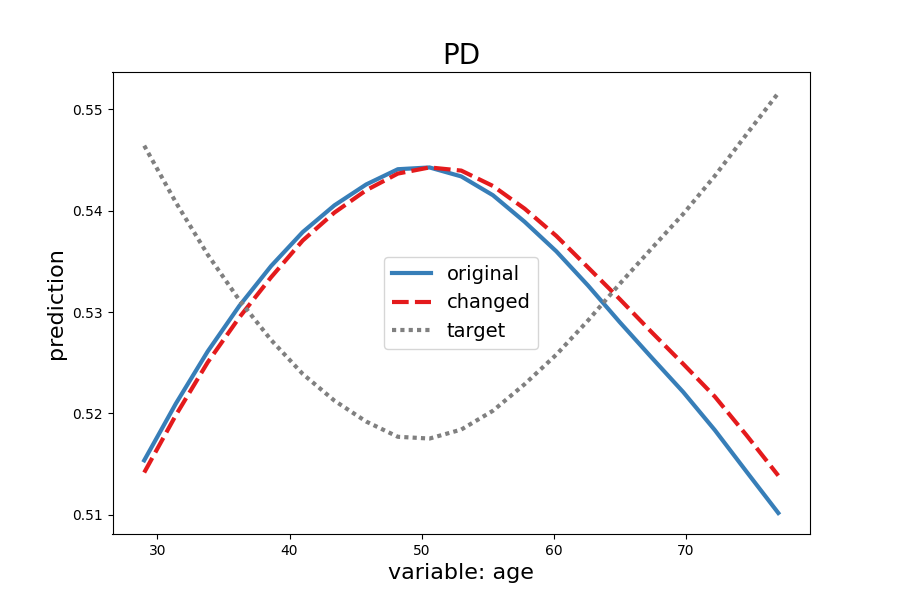 PD
prediction
0.55
0.54
0.53
0.52
0.51
original
changed
target
30 40 50 60 70
variable: age